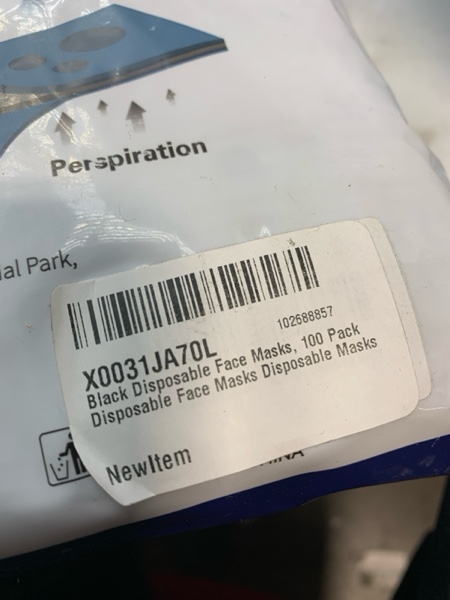 Perspiration
ial Park,
102688857
X0031JA70L
Black Disposable Face Masks, 100 Pack
Disposable Face Masks Disposable Masks
NewItem